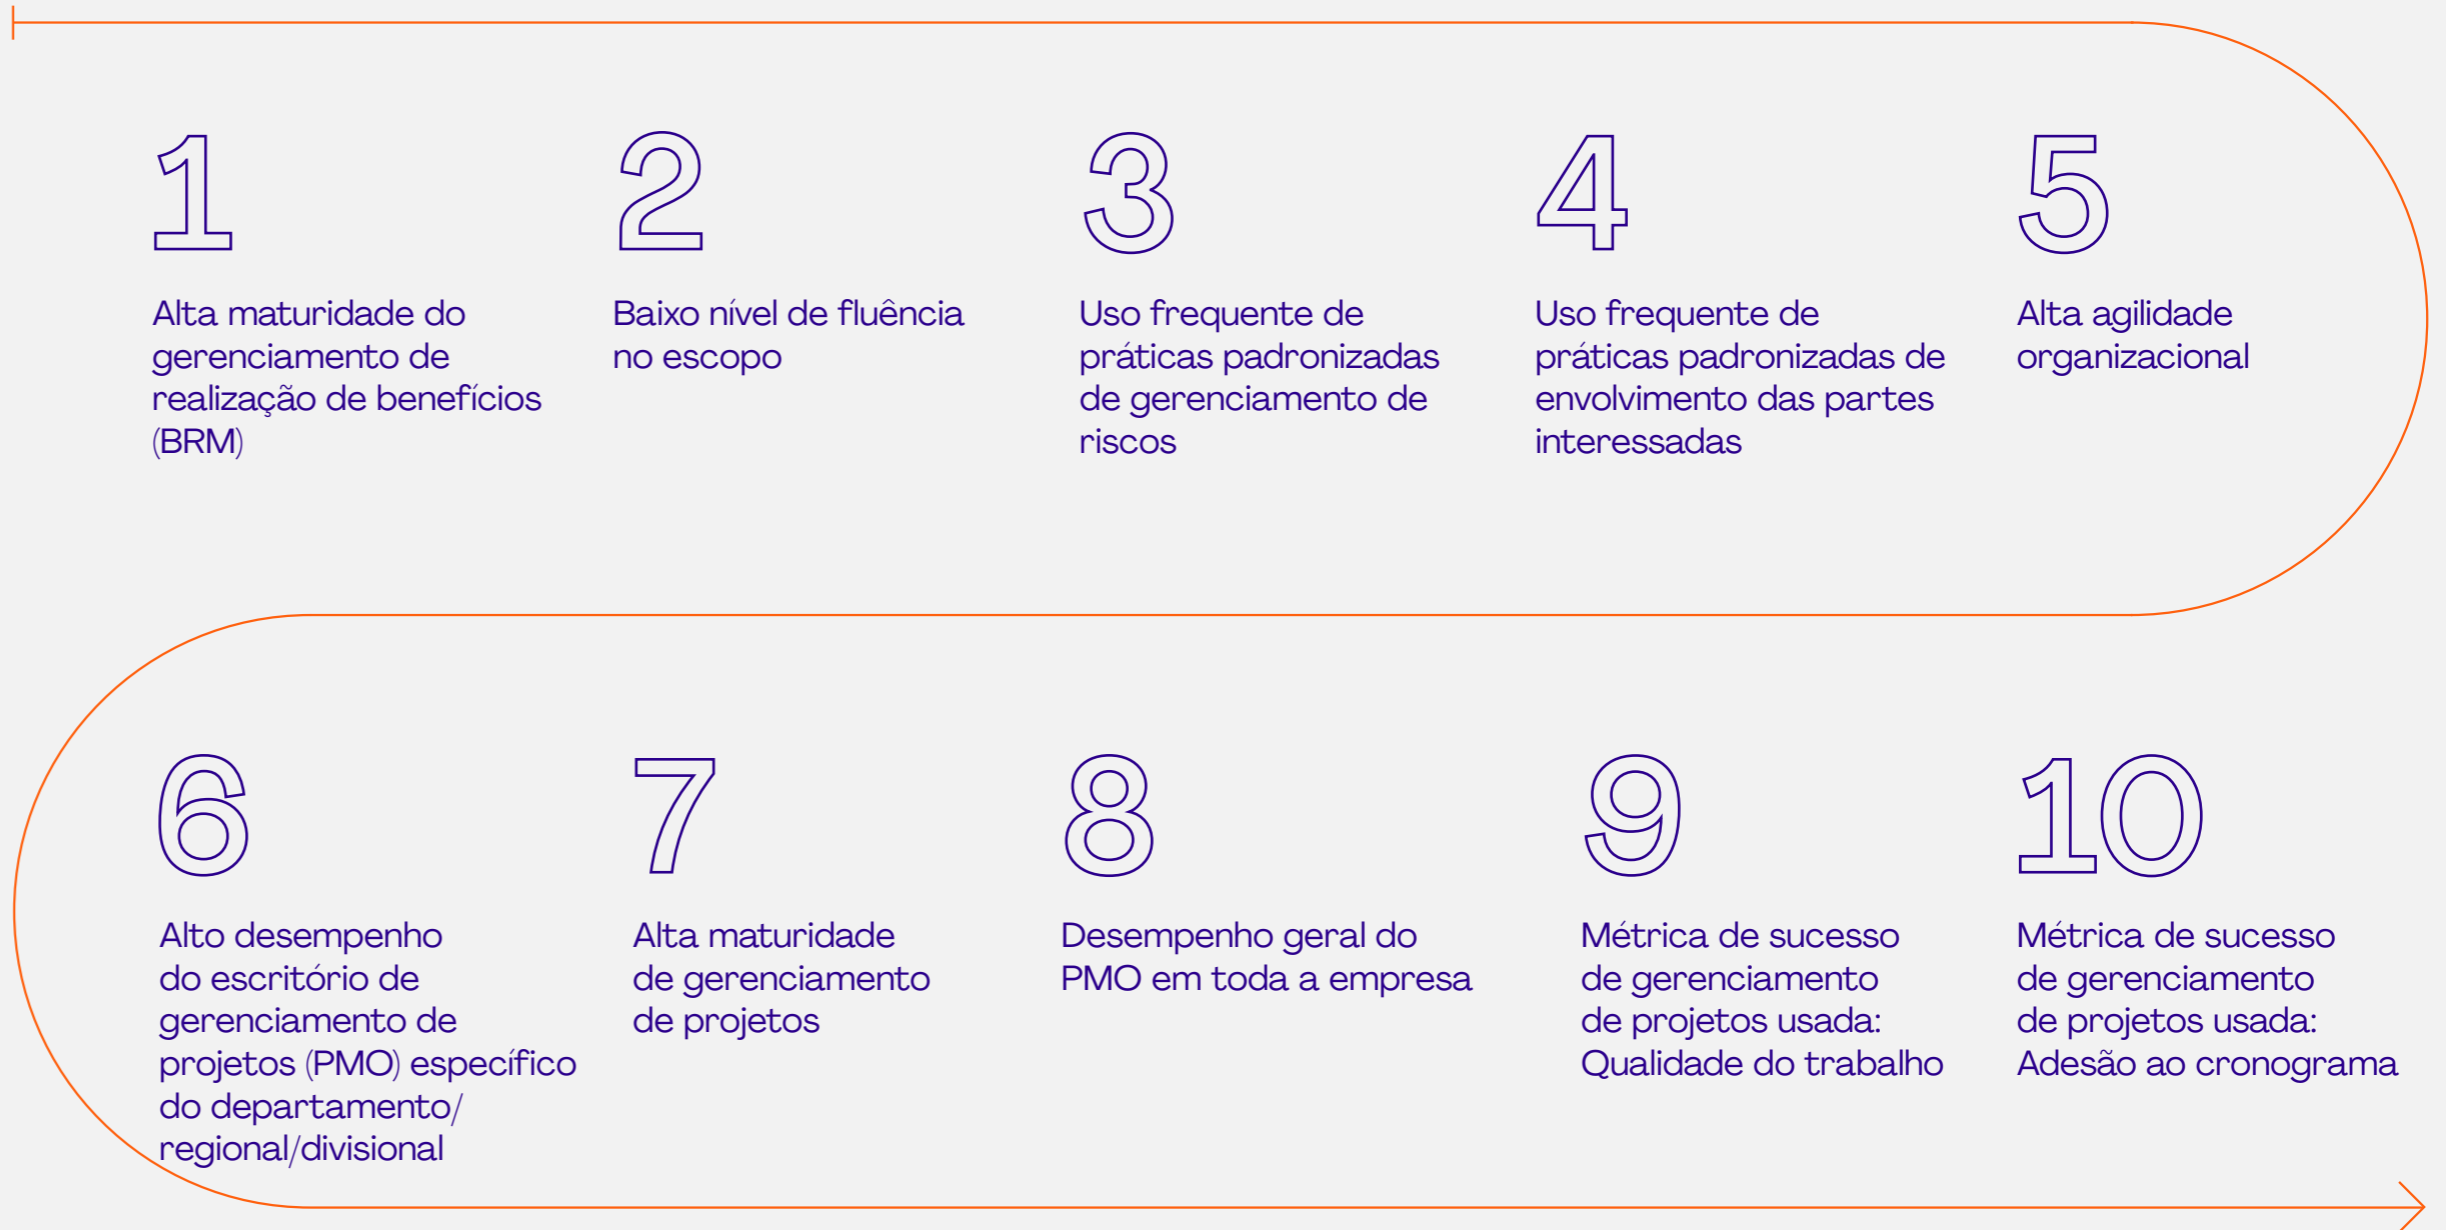 1
Alta maturidade do
gerenciamento de
realização de benefícios
(BRM)
2
Baixo nível de fluência
no escopo
3
Uso frequente de
práticas padronizadas
de gerenciamento de
riscos
4
Uso frequente de
práticas padronizadas de
envolvimento das partes
interessadas
5
Alta agilidade
organizacional
6
Alto desempenho
do escritório de
gerenciamento de
projetos (PMO) específico
do departamento/
regional/divisional
7
Alta maturidade
de gerenciamento
de projetos
8
Desempenho geral do
PMO em toda a empresa
9
Métrica de sucesso
de gerenciamento
de projetos usada:
Qualidade do trabalho
10
Métrica de sucesso
de gerenciamento
de projetos usada:
Adesão ao cronograma